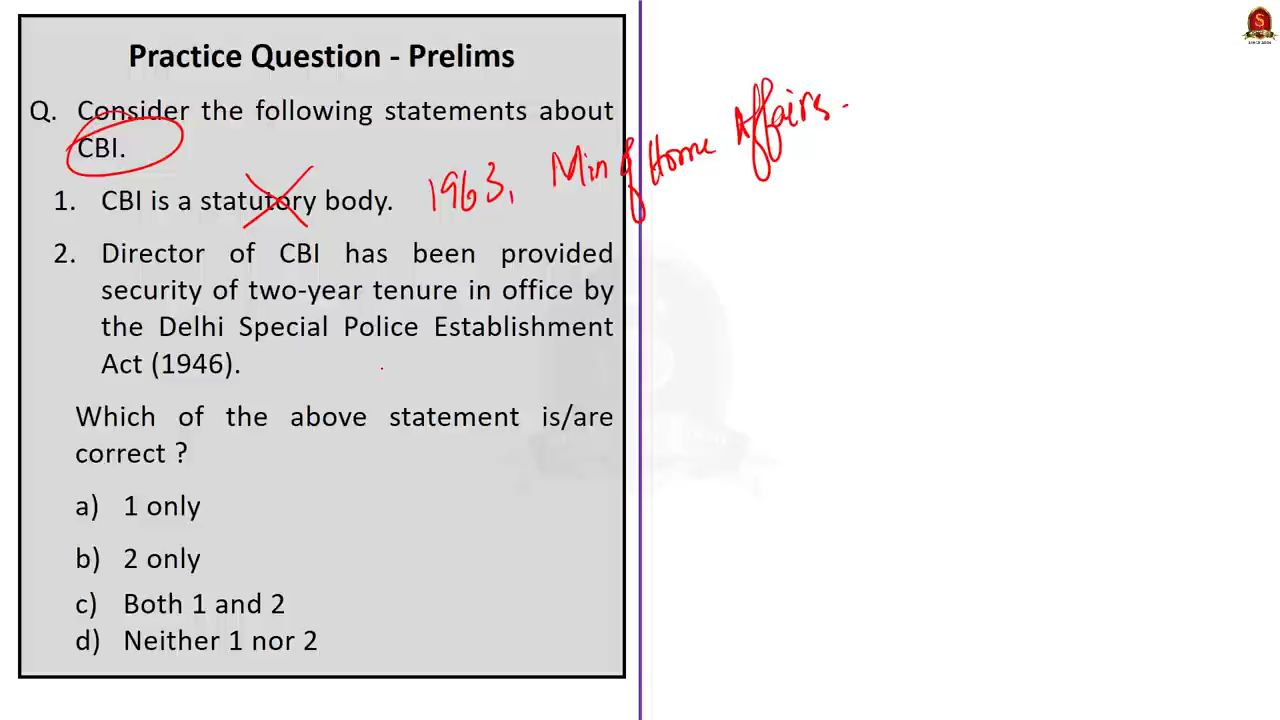 Practice Question - Prelims
Q. Consider the following statements about
CBI.
1. CBI is a statutory body.
1963, Min of Home Affairs.
2. Director of CBI has been provided
security of two-year tenure in office by
the Delhi Special Police Establishment
Act (1946).
Which of the above statement is/are
correct ?
a) 1 only
b) 2 only
c) Both 1 and 2
d) Neither 1 nor 2
S
SINCE 2004